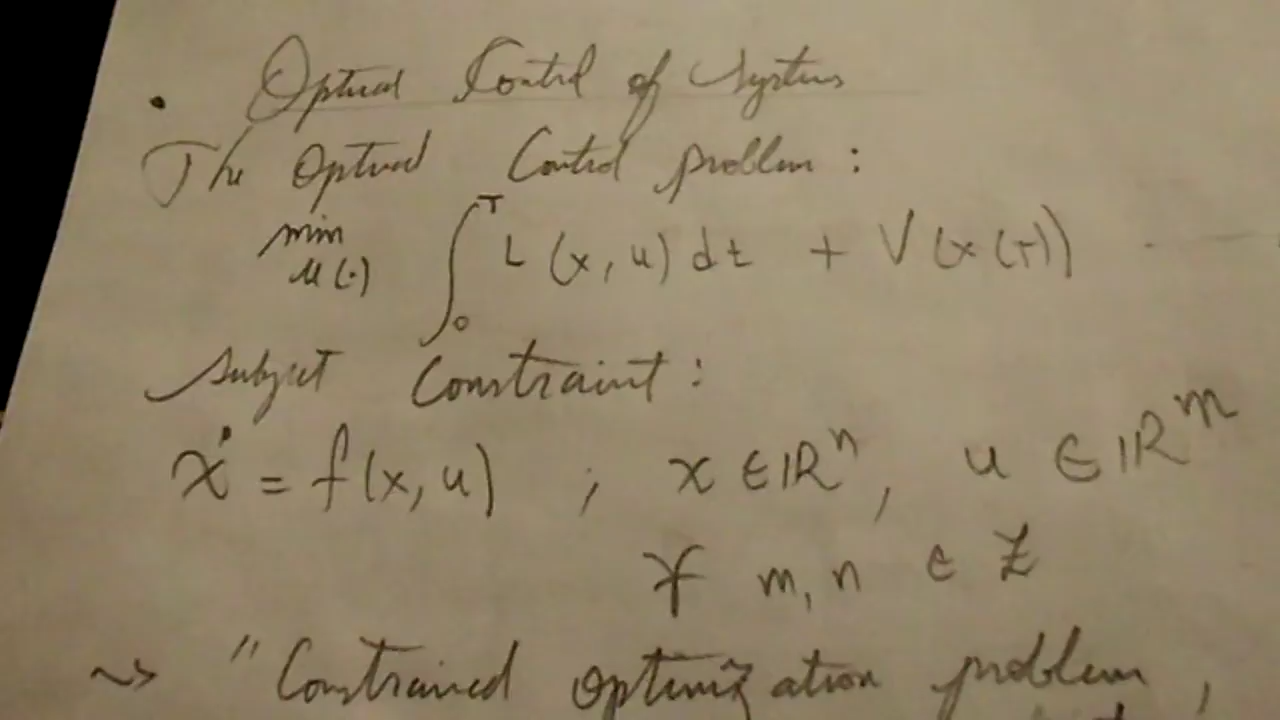 • Optimal Control of Systems
The Optimal Control problem :
min u(·) ∫₀ᵀ L (x, u) dt + V (x (T))
Subject Constraint :
ẋ = f(x, u) ; x ∈ ℝⁿ, u ∈ ℝᵐ
∀ m, n ∈ ℤ
⇝ "Constrained optimization problem,